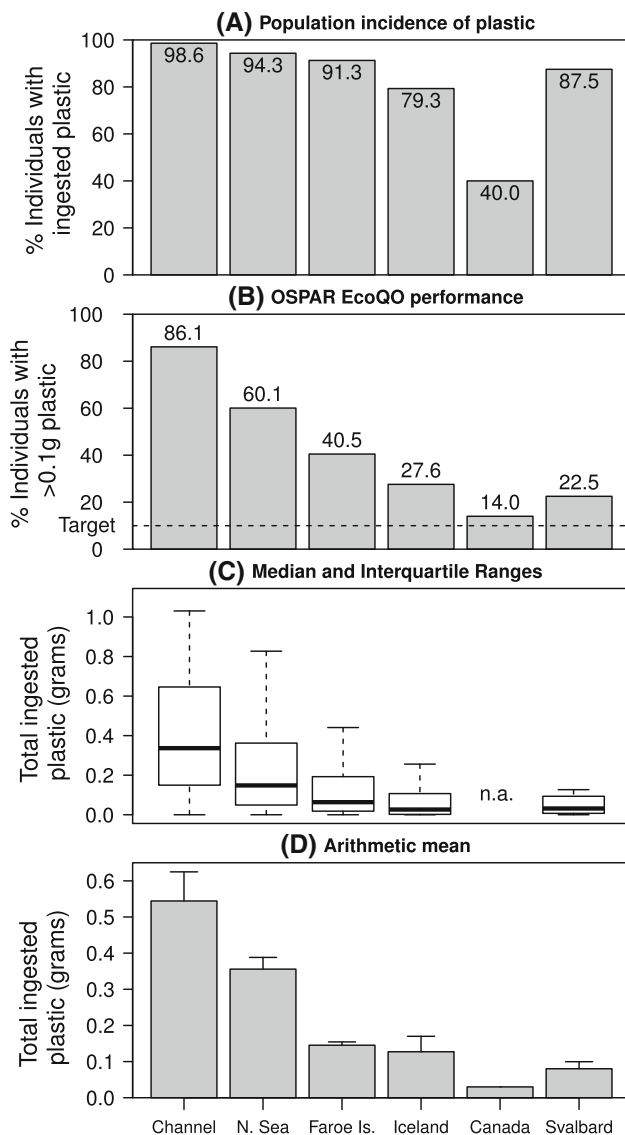 (A) Population incidence of plastic
% Individuals with
ingested plastic
100
80
60
40
20
0
98.6
94.3
91.3
79.3
40.0
87.5
(B) OSPAR EcoQO performance
% Individuals with
>0.1g plastic
100
80
60
40
20
Target
0
86.1
60.1
40.5
27.6
14.0
22.5
(C) Median and Interquartile Ranges
Total ingested
plastic (grams)
1.0
0.8
0.6
0.4
0.2
0.0
n.a.
(D) Arithmetic mean
Total ingested
plastic (grams)
0.6
0.5
0.4
0.3
0.2
0.1
0.0
Channel
N. Sea
Faroe Is.
Iceland
Canada
Svalbard